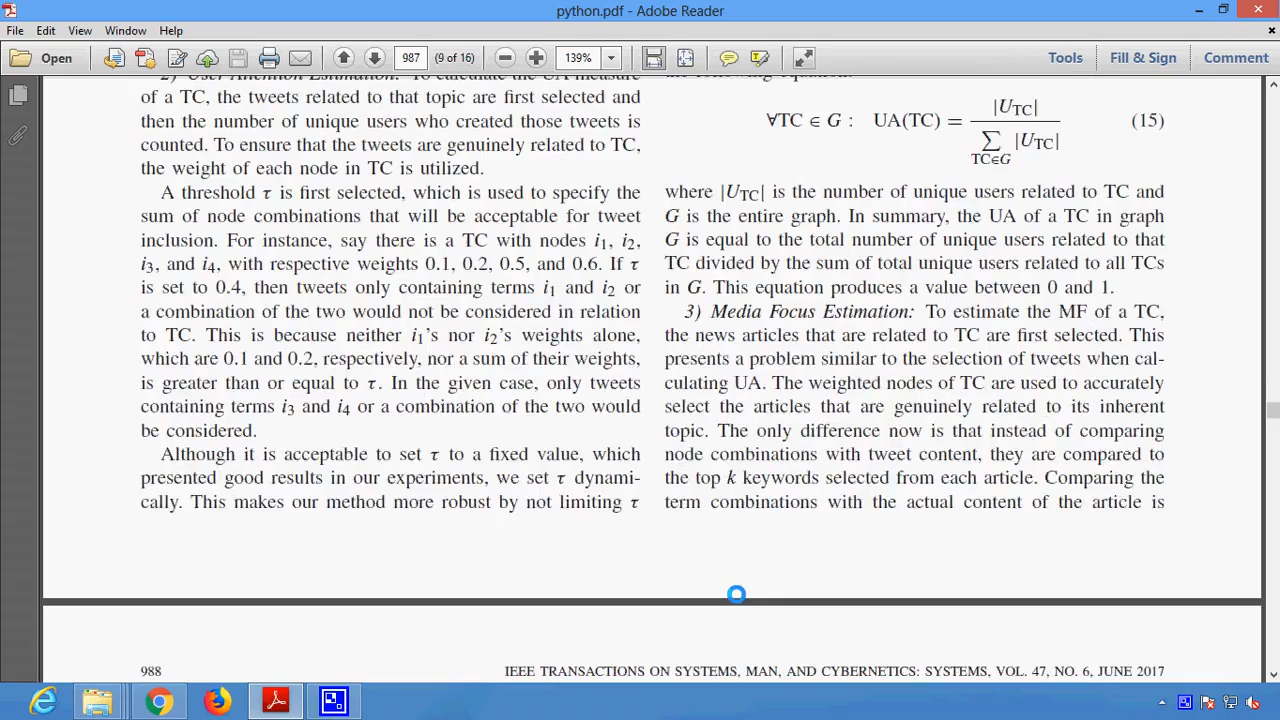 python.pdf - Adobe Reader
File Edit View Window Help
Open 987 (9 of 16) 139% Tools Fill & Sign Comment
2) User Attention Estimation: To calculate the UA measure
of a TC, the tweets related to that topic are first selected and
then the number of unique users who created those tweets is
counted. To ensure that the tweets are genuinely related to TC,
the weight of each node in TC is utilized.
A threshold τ is first selected, which is used to specify the
sum of node combinations that will be acceptable for tweet
inclusion. For instance, say there is a TC with nodes i1, i2,
i3, and i4, with respective weights 0.1, 0.2, 0.5, and 0.6. If τ
is set to 0.4, then tweets only containing terms i1 and i2 or
a combination of the two would not be considered in relation
to TC. This is because neither i1's nor i2's weights alone,
which are 0.1 and 0.2, respectively, nor a sum of their weights,
is greater than or equal to τ. In the given case, only tweets
containing terms i3 and i4 or a combination of the two would
be considered.
Although it is acceptable to set τ to a fixed value, which
presented good results in our experiments, we set τ dynami-
cally. This makes our method more robust by not limiting τ
the following equation:
∀TC ∈ G : UA(TC) = |UTC| / ∑TC∈G |UTC| (15)
where |UTC| is the number of unique users related to TC and
G is the entire graph. In summary, the UA of a TC in graph
G is equal to the total number of unique users related to that
TC divided by the sum of total unique users related to all TCs
in G. This equation produces a value between 0 and 1.
3) Media Focus Estimation: To estimate the MF of a TC,
the news articles that are related to TC are first selected. This
presents a problem similar to the selection of tweets when cal-
culating UA. The weighted nodes of TC are used to accurately
select the articles that are genuinely related to its inherent
topic. The only difference now is that instead of comparing
node combinations with tweet content, they are compared to
the top k keywords selected from each article. Comparing the
term combinations with the actual content of the article is
988 IEEE TRANSACTIONS ON SYSTEMS, MAN, AND CYBERNETICS: SYSTEMS, VOL. 47, NO. 6, JUNE 2017